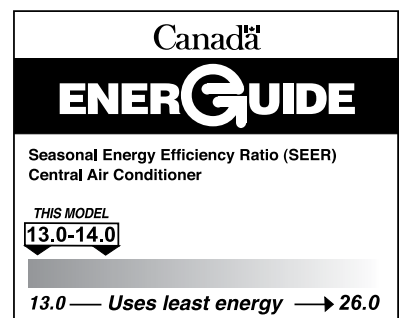 Canada
ENERGUIDE
Seasonal Energy Efficiency Ratio (SEER)
Central Air Conditioner
THIS MODEL
13.0-14.0
13.0 — Uses least energy → 26.0